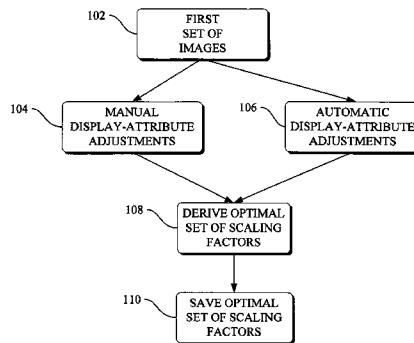 102
FIRST
SET OF
IMAGES
104
MANUAL
DISPLAY-ATTRIBUTE
ADJUSTMENTS
106
AUTOMATIC
DISPLAY-ATTRIBUTE
ADJUSTMENTS
108
DERIVE OPTIMAL
SET OF SCALING
FACTORS
110
SAVE OPTIMAL
SET OF SCALING
FACTORS